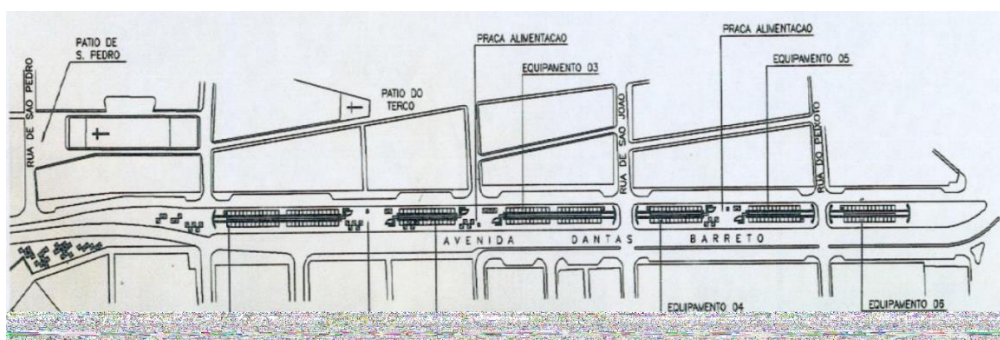 PATIO DE
S. PEDRO
RUA DE SAO PEDRO
PATIO DO
TERCO
PRACA ALIMENTACAO
EQUIPAMENTO 03
RUA DE SAO JOAO
PRACA ALIMENTACAO
EQUIPAMENTO 05
RUA DO PEIXOTO
AVENIDA DANTAS BARRETO
EQUIPAMENTO 04
EQUIPAMENTO 06